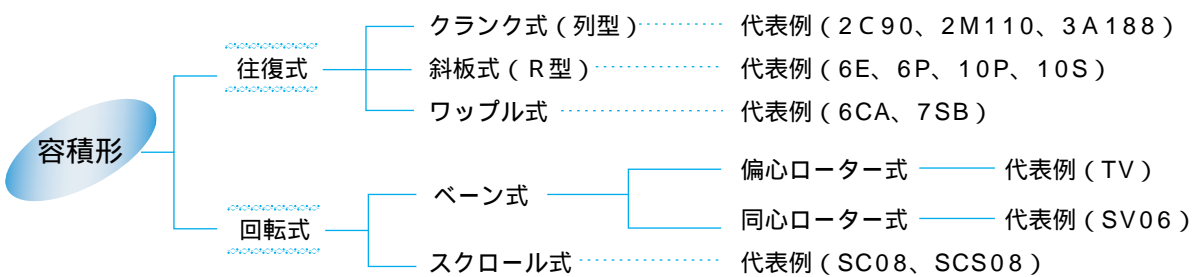 クランク式(列型) 代表例(2C90、2M110、3A188)
往復式
斜板式(R型) 代表例(6E、6P、10P、10S)
ワッブル式 代表例(6CA、7SB)
容積形
偏心ローター式 代表例(TV)
ベーン式
同心ローター式 代表例(SV06)
回転式
スクロール式 代表例(SC08、SCS08)